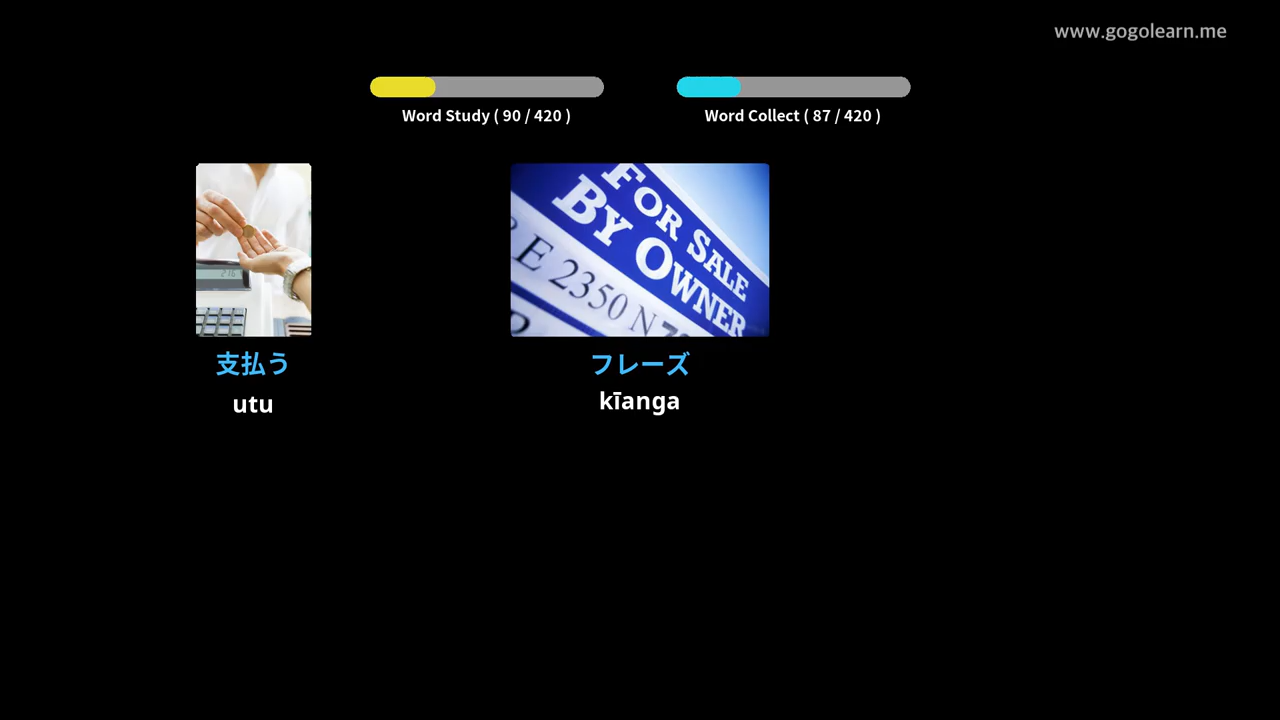 www.gogolearn.me
Word Study ( 90 / 420 )
Word Collect ( 87 / 420 )
FOR SALE
BY OWNER
E 2350 N
支払う
フレーズ
utu
kīanga